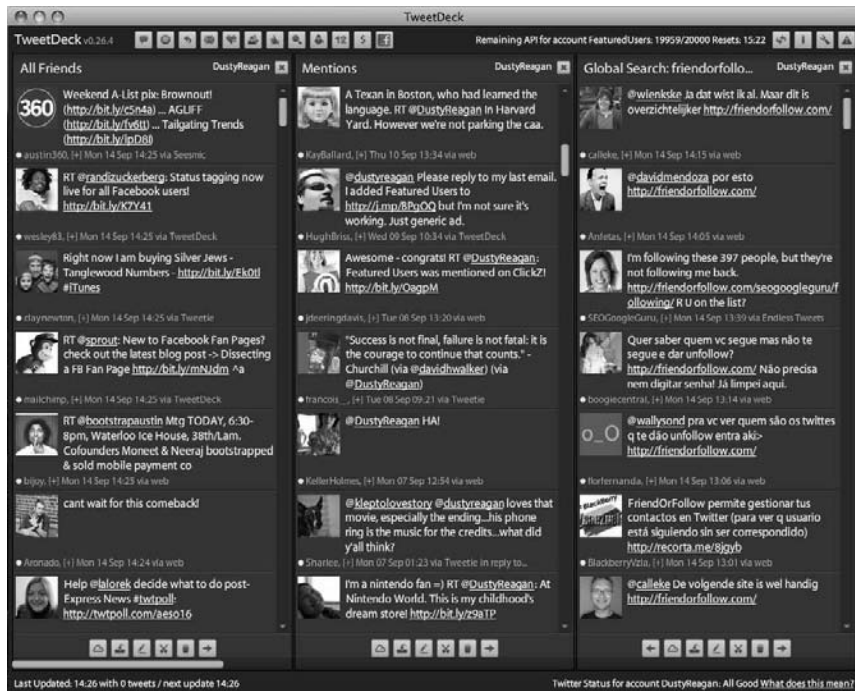 TweetDeck
TweetDeck v0.26.4
12
$
Remaining API for account FeaturedUsers: 19959/20000 Resets: 15:22
All Friends
DustyReagan
360
Weekend A-List pix: Brownout!
(http://bit.ly/c5n4a) ... AGLIFF
(http://bit.ly/fv6tt) ... Tailgating Trends
(http://bit.ly/lpD8l)
austin360, [+] Mon 14 Sep 14:25 via Seesmic
RT @randizuckerberg: Status tagging now
live for all Facebook users!
http://bit.ly/K7Y41
wesley83, [+] Mon 14 Sep 14:25 via TweetDeck
Right now I am buying Silver Jews -
Tanglewood Numbers - http://bit.ly/Ek0tl
#iTunes
claynewton, [+] Mon 14 Sep 14:25 via Tweetie
RT @sprout: New to Facebook Fan Pages?
check out the latest blog post -> Dissecting
a FB Fan Page http://bit.ly/mNJdm ^a
mailchimp, [+] Mon 14 Sep 14:25 via TweetDeck
RT @bootstrapaustin Mtg TODAY, 6:30-
8pm, Waterloo Ice House, 38th/Lam.
Cofounders Moneet & Neeraj bootstrapped
& sold mobile payment co
bijoy, [+] Mon 14 Sep 14:25 via web
cant wait for this comeback!
Aronado, [+] Mon 14 Sep 14:24 via web
Help @lalorek decide what to do post-
Express News #twtpoll:
http://twtpoll.com/aeso16
Mentions
DustyReagan
A Texan in Boston, who had learned the
language. RT @DustyReagan In Harvard
Yard. However we're not parking the caa.
KayBallard, [+] Thu 10 Sep 13:34 via web
@dustyreagan Please reply to my last email.
I added Featured Users to
http://j.mp/8PgOQ but I'm not sure it's
working. Just generic ad.
HughBriss, [+] Wed 09 Sep 10:34 via TweetDeck
Awesome - congrats! RT @DustyReagan:
Featured Users was mentioned on ClickZ!
http://bit.ly/OagpM
jdeeringdavis, [+] Tue 08 Sep 13:20 via web
"Success is not final, failure is not fatal: it is
the courage to continue that counts." -
Churchill (via @davidhwalker) (via
@DustyReagan)
francois__, [+] Tue 08 Sep 09:21 via Tweetie
@DustyReagan HA!
KellerHolmes, [+] Mon 07 Sep 12:54 via web
@kleptolovestory @dustyreagan loves that
movie, especially the ending...his phone
ring is the music for the credits...what did
y'all think?
Sharlee, [+] Mon 07 Sep 01:23 via Tweetie in reply to...
I'm a nintendo fan =) RT @DustyReagan: At
Nintendo World. This is my childhood's
dream store! http://bit.ly/z9aTP
Global Search: friendorfollo...
DustyReagan
@wienkske Ja dat wist ik al. Maar dit is
overzichtelijker http://friendorfollow.com/
calleke, [+] Mon 14 Sep 14:15 via web
@davidmendoza por esto
http://friendorfollow.com/
Anfetas, [+] Mon 14 Sep 14:05 via web
I'm following these 397 people, but they're
not following me back.
http://friendorfollow.com/seogoogleguru/f
ollowing/ R U on the list?
SEOGoogleGuru, [+] Mon 14 Sep 13:39 via Endless Tweets
Quer saber quem vc segue mas não te
segue e dar unfollow?
http://friendorfollow.com/ Não precisa
nem digitar senha! Já limpei aqui.
boogiecentral, [+] Mon 14 Sep 13:14 via web
o_O
@wallysond pra vc ver quem são os twittes
q te dão unfollow entra aki:-
http://friendorfollow.com/
florfernanda, [+] Mon 14 Sep 13:06 via web
BlackBerry
FriendOrFollow permite gestionar tus
contactos en Twitter (para ver q usuario
está siguiendo sin ser correspondido)
http://recorta.me/8jgyb
BlackberryVzla, [+] Mon 14 Sep 13:01 via web
@calleke De volgende site is wel handig
http://friendorfollow.com/
Last Updated: 14:26 with 0 tweets / next update 14:26
Twitter Status for account DustyReagan: All Good What does this mean?